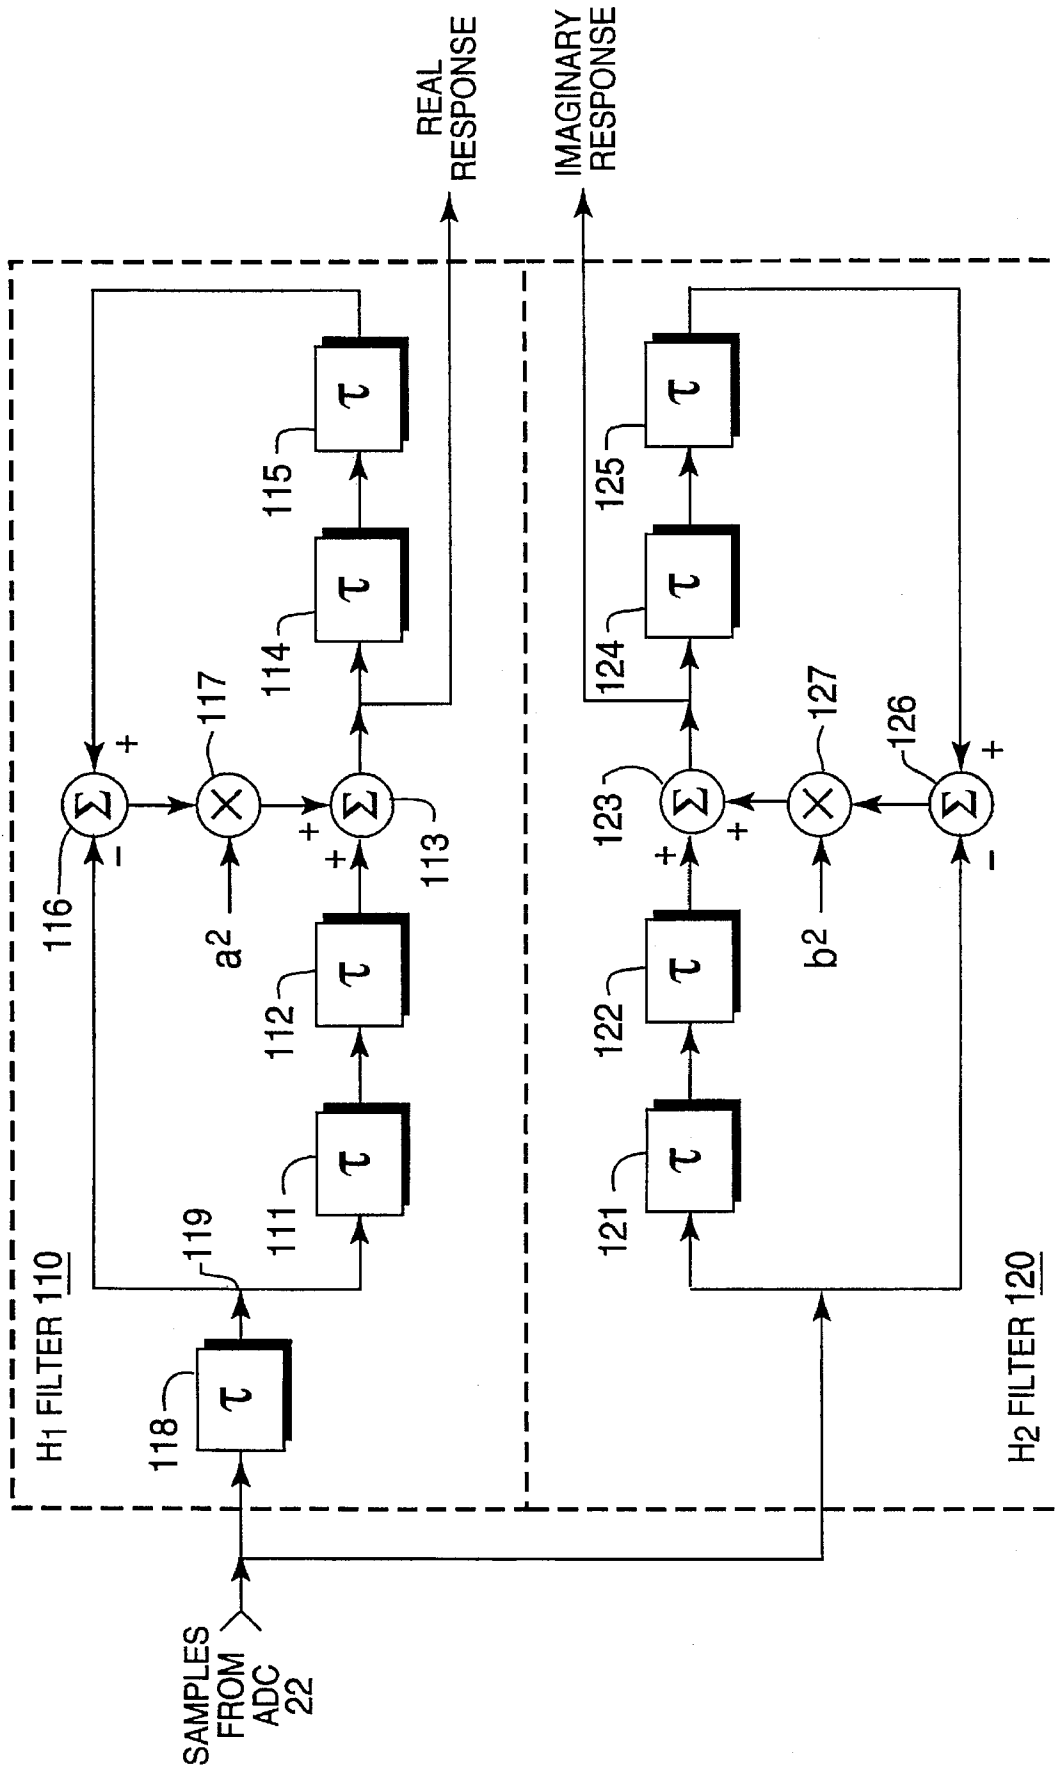 H1 FILTER 110
SAMPLES
FROM
ADC
22
118
τ
119
116
Σ
−
+
117
×
a²
+
+
Σ
113
111
τ
112
τ
114
τ
115
τ
REAL
RESPONSE
IMAGINARY
RESPONSE
121
τ
122
τ
123
Σ
+
+
124
τ
125
τ
127
×
b²
126
Σ
−
+
H2 FILTER 120